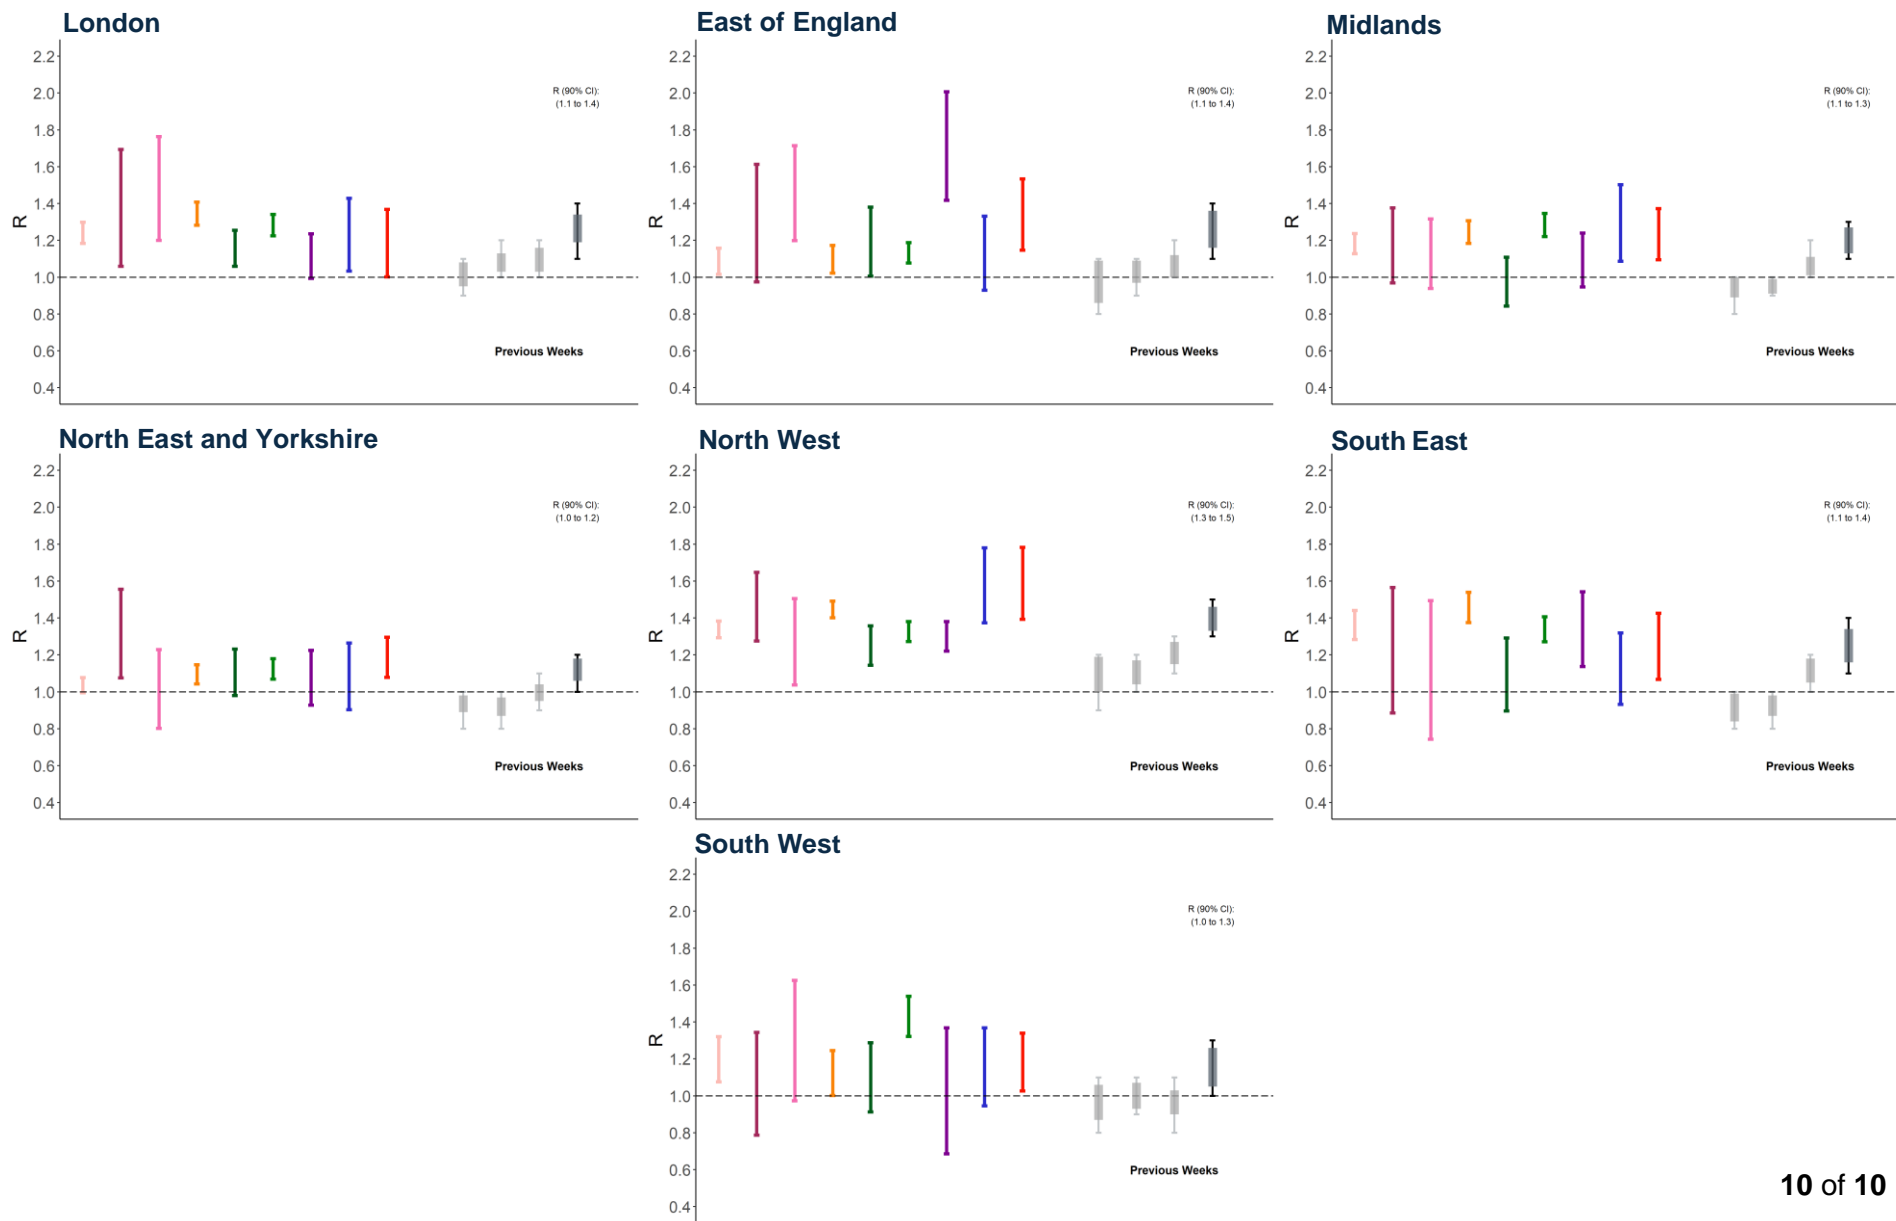 London
2.2
2.0
1.8
1.6
1.4
1.2
1.0
0.8
0.6
0.4
R
R (90% CI):
(1.1 to 1.4)
Previous Weeks
East of England
2.2
2.0
1.8
1.6
1.4
1.2
1.0
0.8
0.6
0.4
R
R (90% CI):
(1.1 to 1.4)
Previous Weeks
Midlands
2.2
2.0
1.8
1.6
1.4
1.2
1.0
0.8
0.6
0.4
R
R (90% CI):
(1.1 to 1.3)
Previous Weeks
North East and Yorkshire
2.2
2.0
1.8
1.6
1.4
1.2
1.0
0.8
0.6
0.4
R
R (90% CI):
(1.0 to 1.2)
Previous Weeks
North West
2.2
2.0
1.8
1.6
1.4
1.2
1.0
0.8
0.6
0.4
R
R (90% CI):
(1.3 to 1.5)
Previous Weeks
South East
2.2
2.0
1.8
1.6
1.4
1.2
1.0
0.8
0.6
0.4
R
R (90% CI):
(1.1 to 1.4)
Previous Weeks
South West
2.2
2.0
1.8
1.6
1.4
1.2
1.0
0.8
0.6
0.4
R
R (90% CI):
(1.0 to 1.3)
Previous Weeks
10 of 10